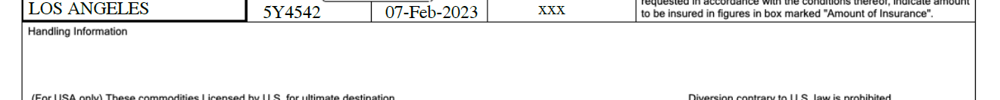 LOS ANGELES 5Y4542 07-Feb-2023 XXX
requested in accordance with the conditions thereof, indicate amount
to be insured in figures in box marked "Amount of Insurance".
Handling Information
(For USA only) These commodities Licensed by U.S. for ultimate destination Diversion contrary to U.S. law is prohibited